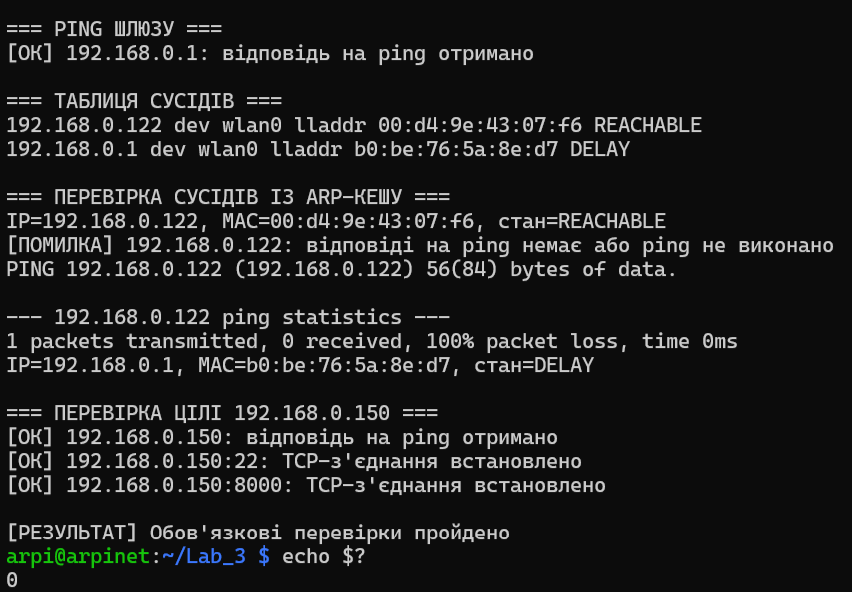 === PING ШЛЮЗУ ===
[ОК] 192.168.0.1: відповідь на ping отримано
=== ТАБЛИЦЯ СУСІДІВ ===
192.168.0.122 dev wlan0 lladdr 00:d4:9e:43:07:f6 REACHABLE
192.168.0.1 dev wlan0 lladdr b0:be:76:5a:8e:d7 DELAY
=== ПЕРЕВІРКА СУСІДІВ ІЗ ARP-КЕШУ ===
IP=192.168.0.122, MAC=00:d4:9e:43:07:f6, стан=REACHABLE
[ПОМИЛКА] 192.168.0.122: відповіді на ping немає або ping не виконано
PING 192.168.0.122 (192.168.0.122) 56(84) bytes of data.
--- 192.168.0.122 ping statistics ---
1 packets transmitted, 0 received, 100% packet loss, time 0ms
IP=192.168.0.1, MAC=b0:be:76:5a:8e:d7, стан=DELAY
=== ПЕРЕВІРКА ЦІЛІ 192.168.0.150 ===
[ОК] 192.168.0.150: відповідь на ping отримано
[ОК] 192.168.0.150:22: TCP-з'єднання встановлено
[ОК] 192.168.0.150:8000: TCP-з'єднання встановлено
[РЕЗУЛЬТАТ] Обов'язкові перевірки пройдено
arpi@arpinet:~/Lab_3 $ echo $?
0